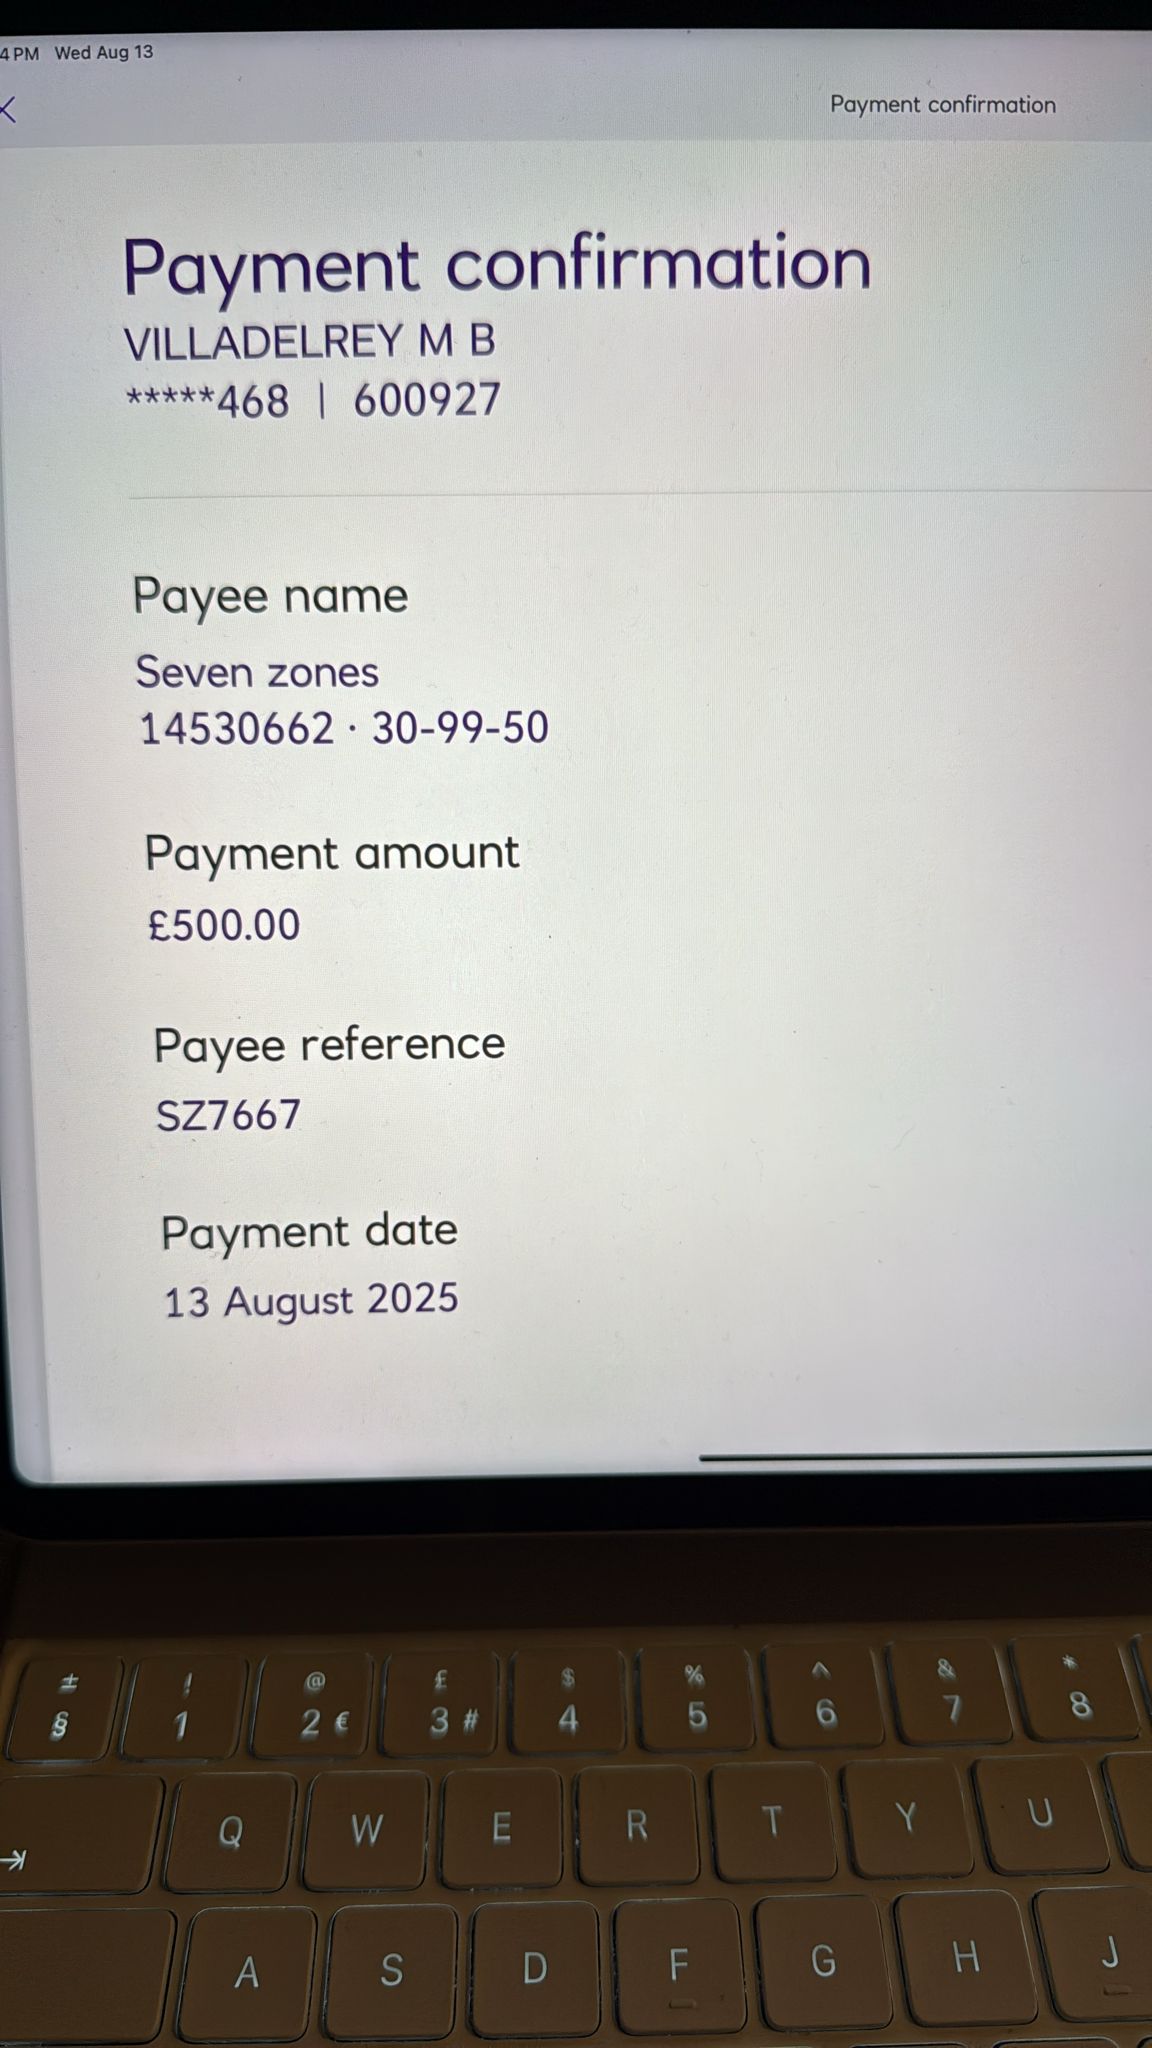 4 PM Wed Aug 13
Payment confirmation
Payment confirmation
VILLADELREY M B
*****468 | 600927
Payee name
Seven zones
14530662 · 30-99-50
Payment amount
£500.00
Payee reference
SZ7667
Payment date
13 August 2025
± ! @ £ $ % ^ & *
§ 1 2 € 3 # 4 5 6 7 8
Q W E R T Y U
A S D F G H J